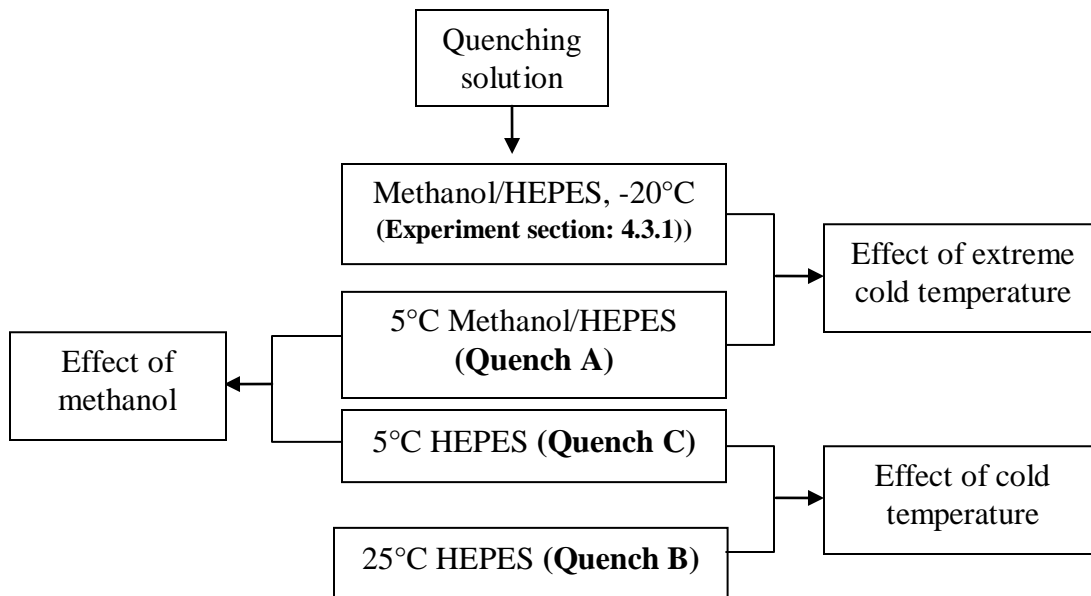 Quenching
solution
Methanol/HEPES, -20°C
(Experiment section: 4.3.1))
Effect of extreme
cold temperature
5°C Methanol/HEPES
(Quench A)
Effect of
methanol
5°C HEPES (Quench C)
Effect of cold
temperature
25°C HEPES (Quench B)